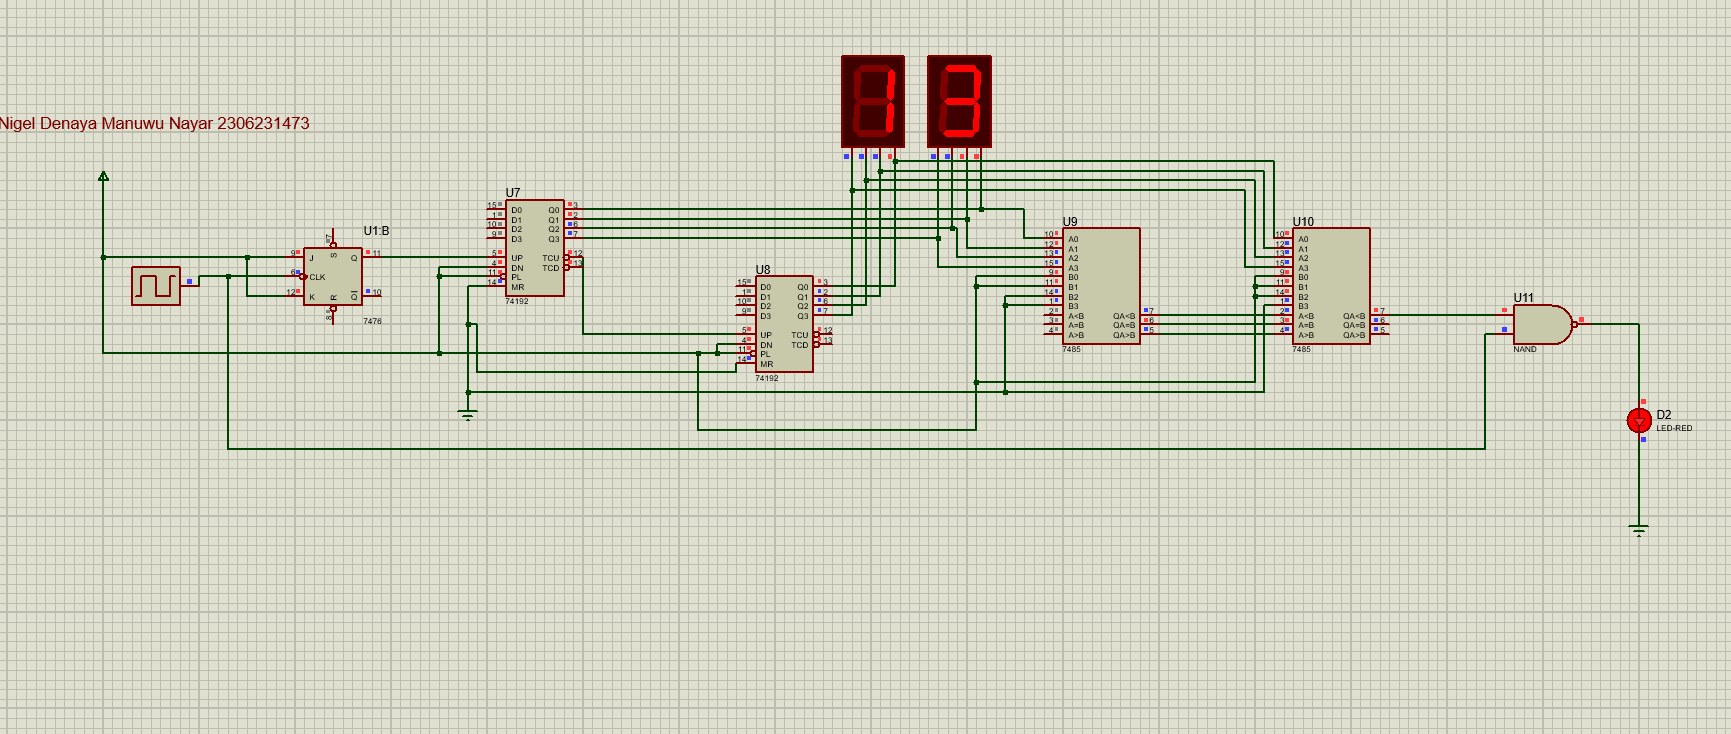 1 3
Nigel Denaya Manuwu Nayar 2306231473
U1:B
9 J S Q 11
7
6 CLK
12 K R Q 10
8
7476
U7
15 D0 Q0 3
1 D1 Q1 2
10 D2 Q2 6
9 D3 Q3 7
5 UP TCU 12
4 DN TCD 13
11 PL
14 MR
74192
U8
15 D0 Q0 3
1 D1 Q1 2
10 D2 Q2 6
9 D3 Q3 7
5 UP TCU 12
4 DN TCD 13
11 PL
14 MR
74192
U9
10 A0
12 A1
13 A2
15 A3
9 B0
11 B1
14 B2
1 B3
2 A<B QA<B 7
3 A=B QA=B 6
4 A>B QA>B 5
7485
U10
10 A0
12 A1
13 A2
15 A3
9 B0
11 B1
14 B2
1 B3
2 A<B QA<B 7
3 A=B QA=B 6
4 A>B QA>B 5
7485
U11
NAND
D2
LED-RED